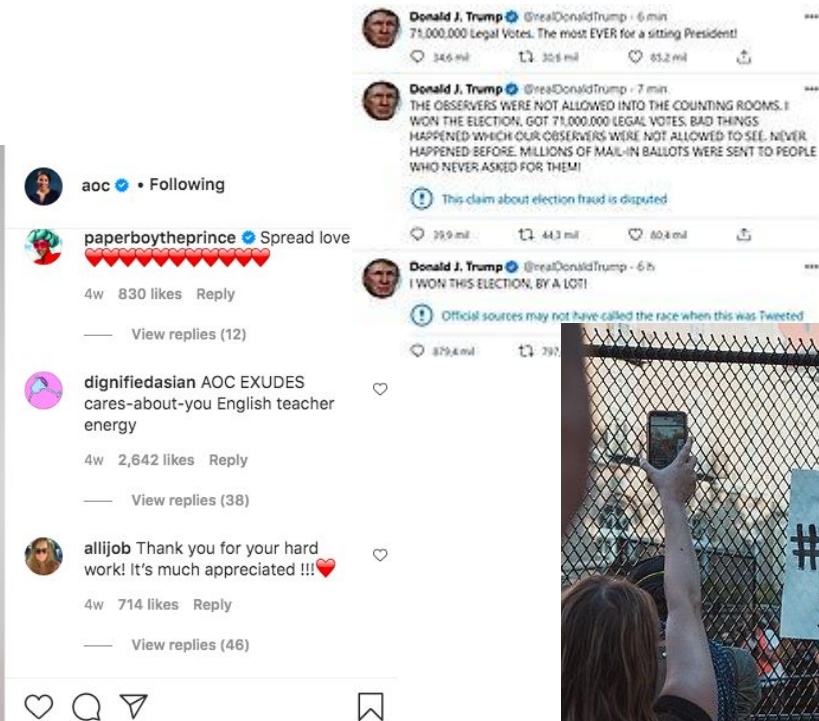 Donald J. Trump @realDonaldTrump · 6 min
71,000,000 Legal Votes. The most EVER for a sitting President!
34,6 mil 30,6 mil 83,2 mil
Donald J. Trump @realDonaldTrump · 7 min
THE OBSERVERS WERE NOT ALLOWED INTO THE COUNTING ROOMS. I
WON THE ELECTION, GOT 71,000,000 LEGAL VOTES. BAD THINGS
HAPPENED WHICH OUR OBSERVERS WERE NOT ALLOWED TO SEE. NEVER
HAPPENED BEFORE. MILLIONS OF MAIL-IN BALLOTS WERE SENT TO PEOPLE
WHO NEVER ASKED FOR THEM!
This claim about election fraud is disputed
39,9 mil 44,3 mil 80,4 mil
Donald J. Trump @realDonaldTrump · 6 h
I WON THIS ELECTION, BY A LOT!
Official sources may not have called the race when this was Tweeted
879,4 mil 797,
aoc • Following
paperboytheprince Spread love
❤️❤️❤️❤️❤️❤️❤️❤️❤️❤️❤️❤️
4w 830 likes Reply
View replies (12)
dignifiedasian AOC EXUDES
cares-about-you English teacher
energy
4w 2,642 likes Reply
View replies (38)
allijob Thank you for your hard
work! It's much appreciated !!!❤️
4w 714 likes Reply
View replies (46)
#